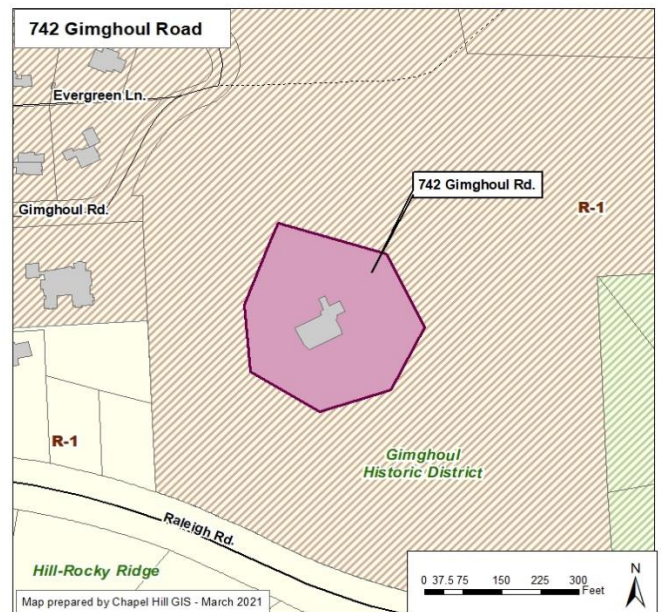 742 Gimghoul Road
Evergreen Ln.
742 Gimghoul Rd.
R-1
Gimghoul Rd.
R-1
Gimghoul
Historic District
Raleigh Rd.
Hill-Rocky Ridge
0 37.5 75 150 225 300
Feet
N
Map prepared by Chapel Hill GIS - March 2021